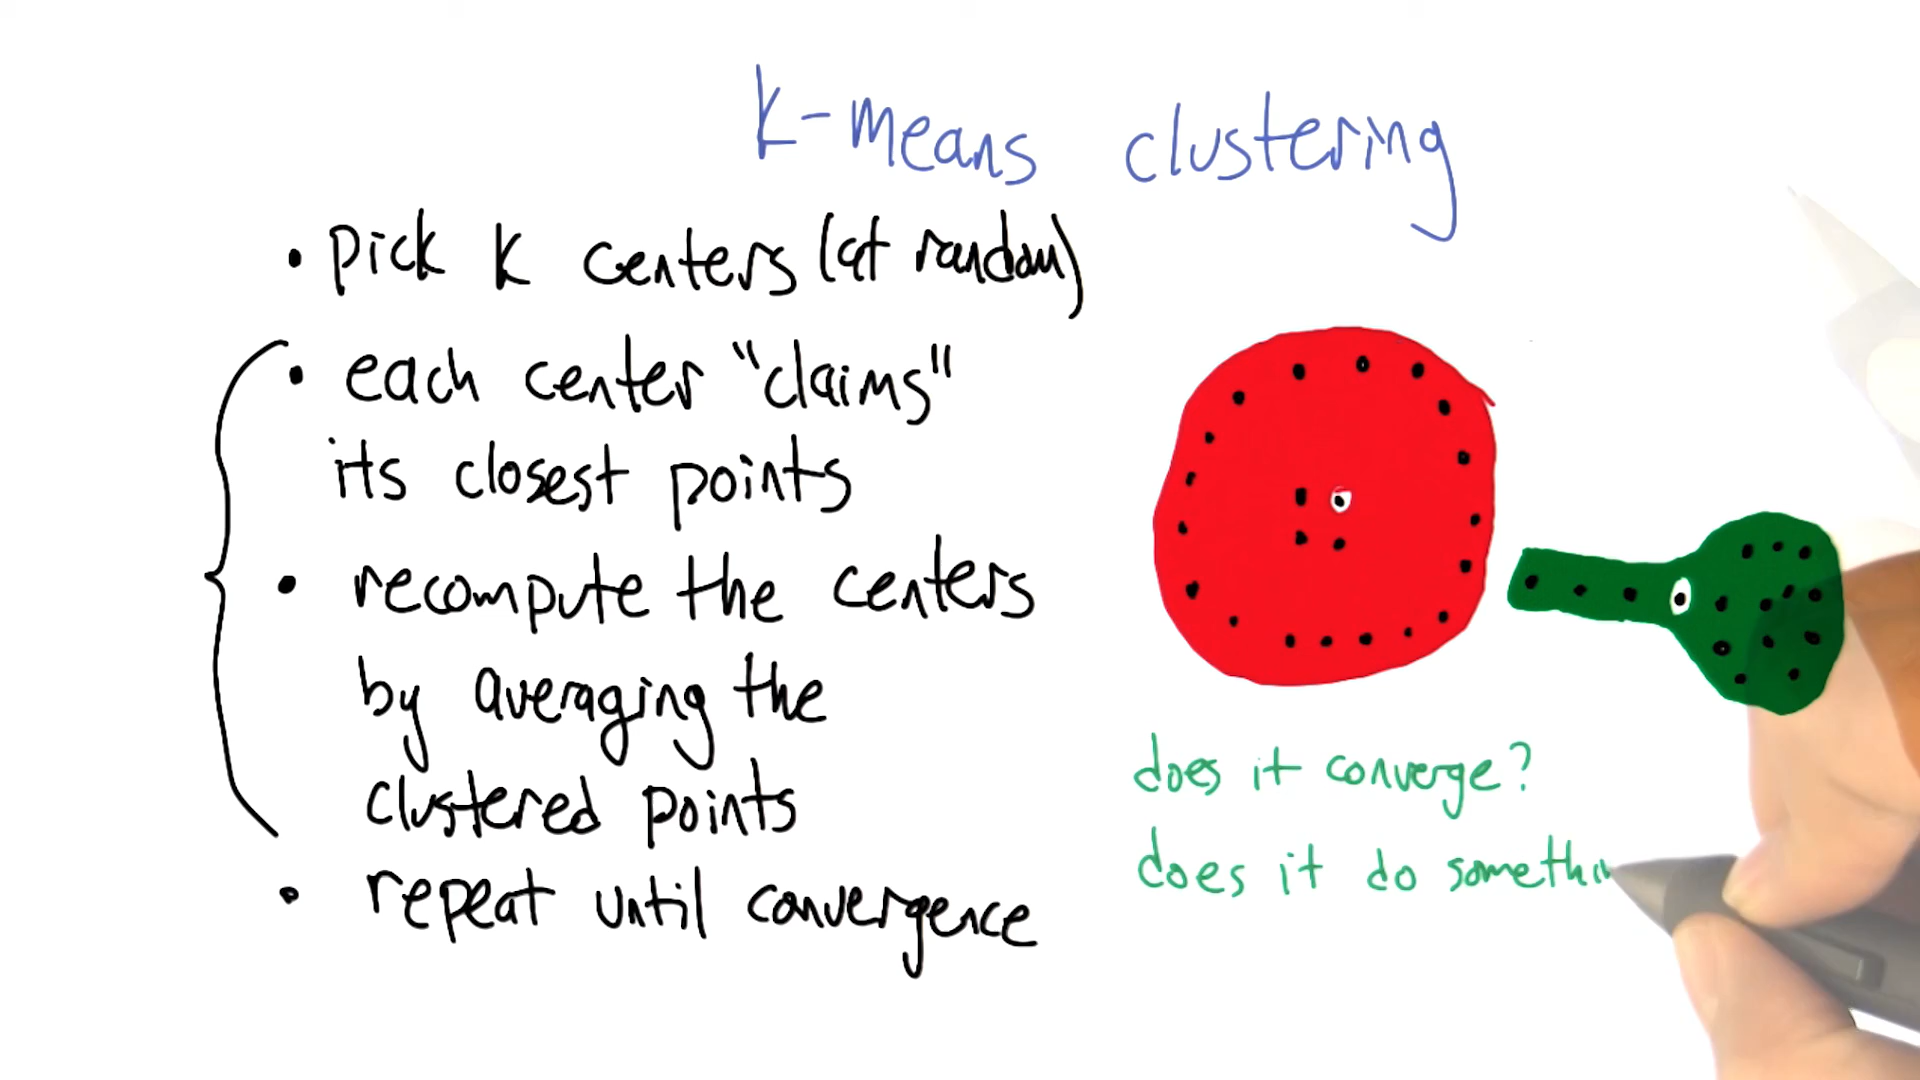 k-means clustering
• pick K centers (at random)
• each center "claims"
its closest points
• recompute the centers
by averaging the
clustered points
• repeat until convergence
does it converge?
does it do somethin